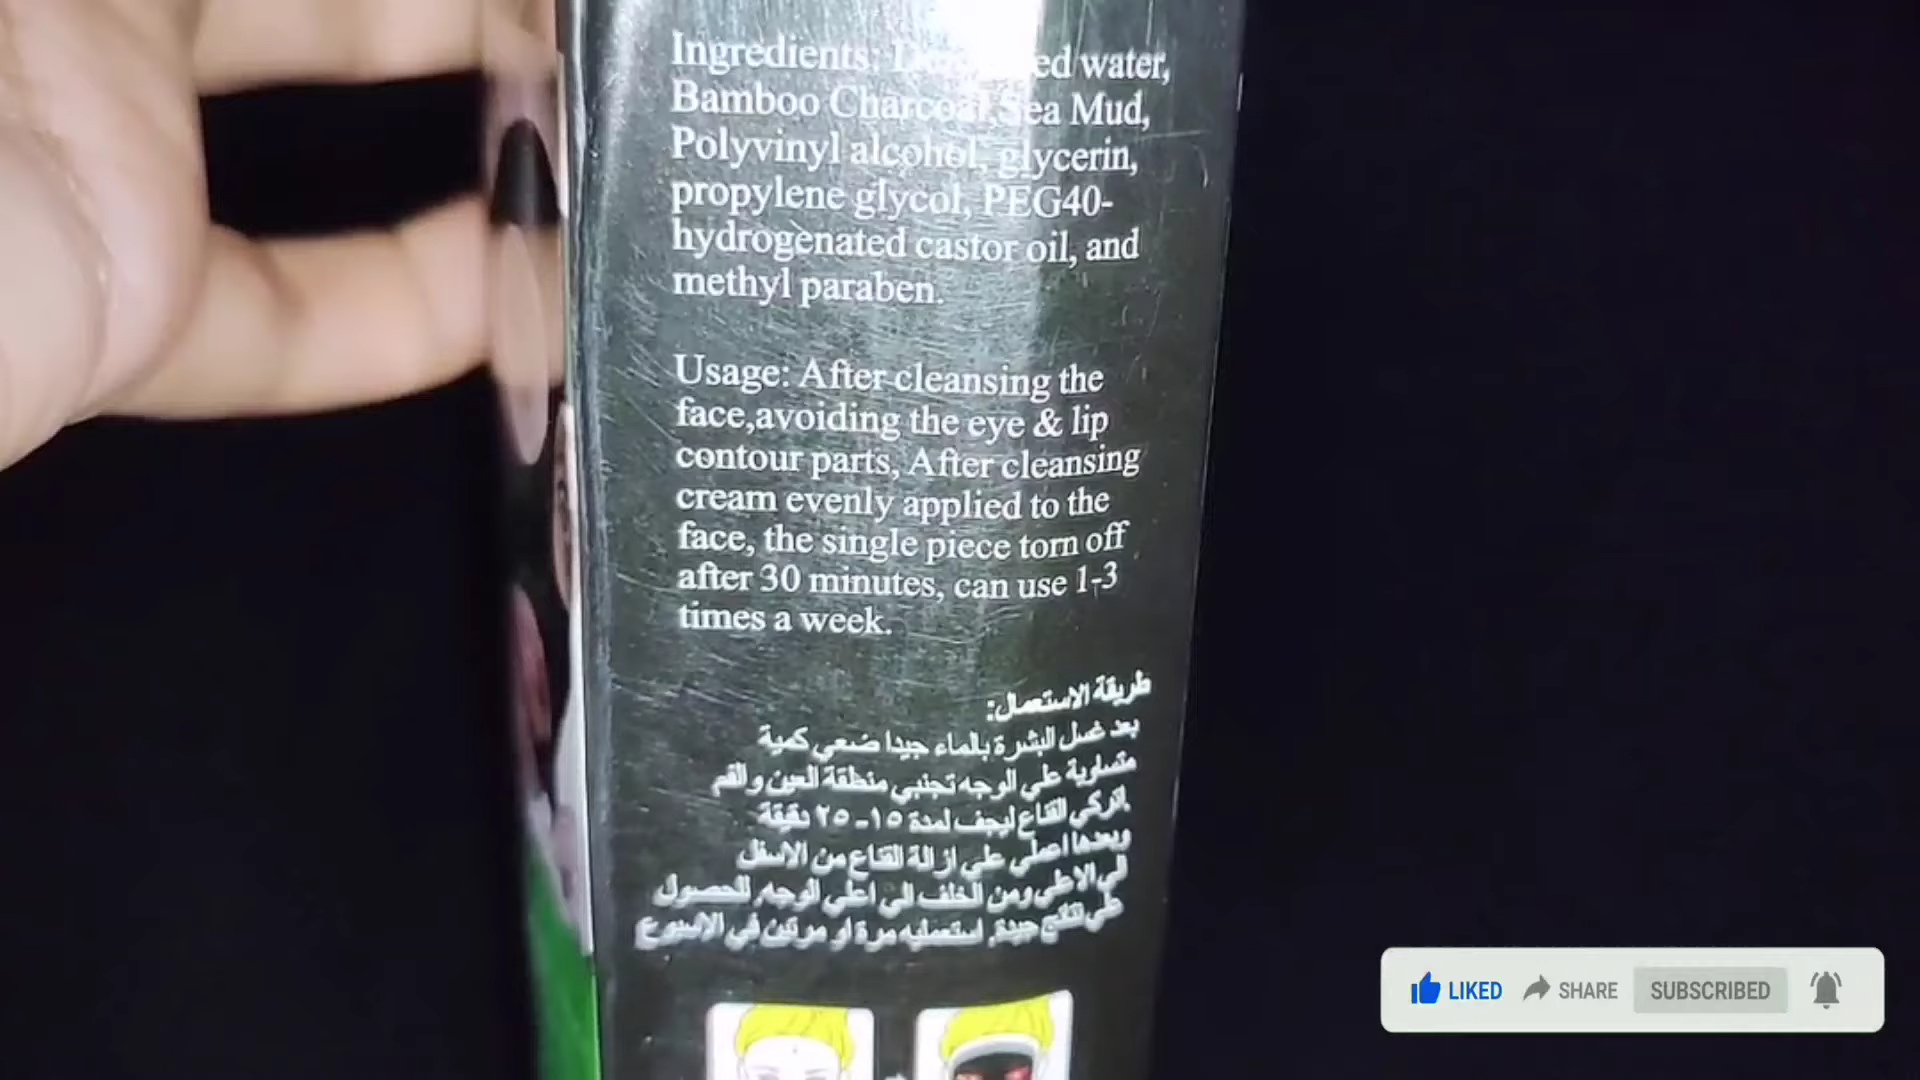 Ingredients: water,
Bamboo Charcoal, Sea Mud,
Polyvinyl alcohol, glycerin,
propylene glycol, PEG40-
hydrogenated castor oil, and
methyl paraben.
Usage: After cleansing the
face,avoiding the eye & lip
contour parts, After cleansing
cream evenly applied to the
face, the single piece torn off
after 30 minutes, can use 1-3
times a week.
طريقة الاستعمال:
بعد غسل البشرة بالماء جيدا ضعي كمية
متساوية علي الوجه تجنبي منطقة العين والفم
اتركي القناع ليجف لمدة ١٥-٢٥ دقيقة
وبعدها اعملي علي ازالة القناع من الاسفل
الي الاعلي ومن الخلف الي اعلي الوجه, للحصول
علي نتائج جيدة, استعمليه مرة او مرتين في الاسبوع
LIKED SHARE SUBSCRIBED